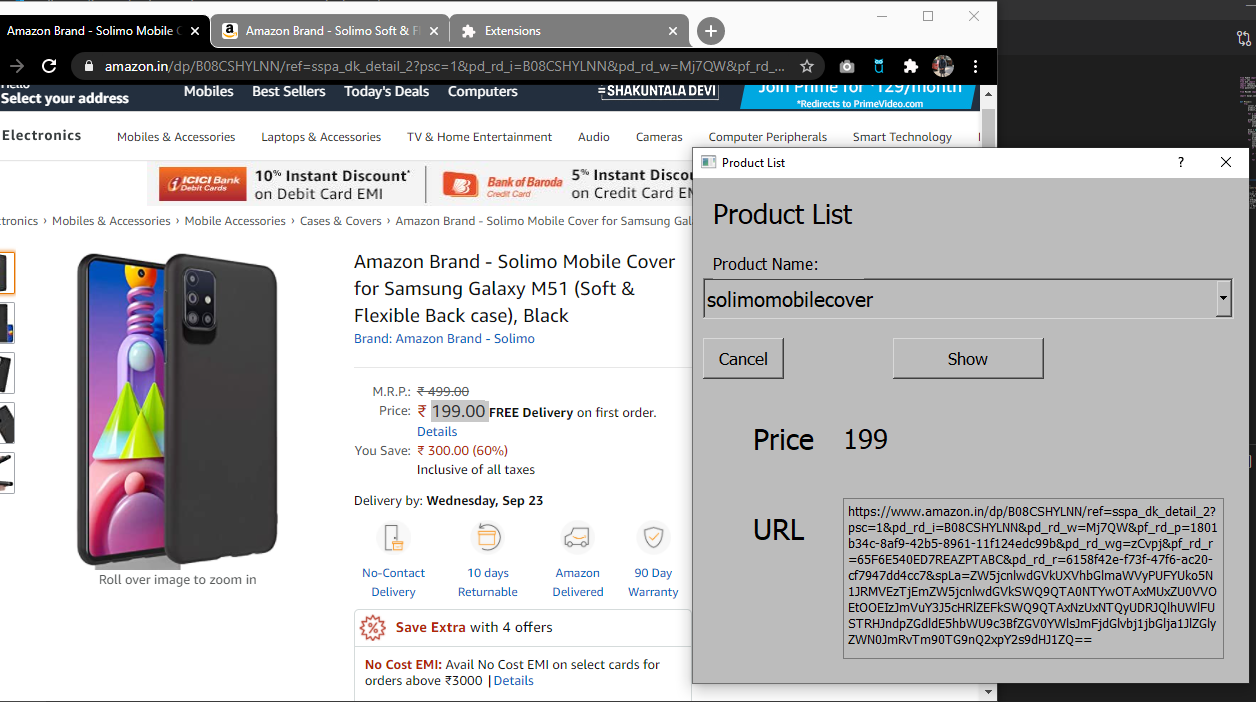 Amazon Brand - Solimo Mobile C
Amazon Brand - Solimo Soft & Fl
Extensions
amazon.in/dp/B08CSHYLNN/ref=sspa_dk_detail_2?psc=1&pd_rd_i=B08CSHYLNN&pd_rd_w=Mj7QW&pf_rd_...
Hello
Select your address
Mobiles Best Sellers Today's Deals Computers
SHAKUNTALA DEVI
Join Prime for ₹129/month
*Redirects to PrimeVideo.com
Electronics Mobiles & Accessories Laptops & Accessories TV & Home Entertainment Audio Cameras Computer Peripherals Smart Technology
ICICI Bank
Debit Cards
10% Instant Discount*
on Debit Card EMI
Bank of Baroda
Credit Card
5% Instant Discou
on Credit Card EM
ctronics › Mobiles & Accessories › Mobile Accessories › Cases & Covers › Amazon Brand - Solimo Mobile Cover for Samsung Gal
Amazon Brand - Solimo Mobile Cover
for Samsung Galaxy M51 (Soft &
Flexible Back case), Black
Brand: Amazon Brand - Solimo
M.R.P.: ₹ 499.00
Price: ₹ 199.00 FREE Delivery on first order.
Details
You Save: ₹ 300.00 (60%)
Inclusive of all taxes
Delivery by: Wednesday, Sep 23
No-Contact
Delivery
10 days
Returnable
Amazon
Delivered
90 Day
Warranty
Roll over image to zoom in
Save Extra with 4 offers
No Cost EMI: Avail No Cost EMI on select cards for
orders above ₹3000 | Details
Product List
?
Product List
Product Name:
solimomobilecover
Cancel
Show
Price 199
URL
https://www.amazon.in/dp/B08CSHYLNN/ref=sspa_dk_detail_2?
psc=1&pd_rd_i=B08CSHYLNN&pd_rd_w=Mj7QW&pf_rd_p=1801
b34c-8af9-42b5-8961-11f124edc99b&pd_rd_wg=zCvpj&pf_rd_r
=65F6E540ED7REAZPTABC&pd_rd_r=6158f42e-f73f-47f6-ac20-
cf7947dd4cc7&spLa=ZW5jcnlwdGVkUXVhbGlmaWVyPUFYUko5N
1JRMVEzTjEmZW5jcnlwdGVkSWQ9QTA0NTYwOTAxMUxZU0VVO
EtOOEIzJmVuY3J5cHRlZEFkSWQ9QTAxNzUxNTQyUDRJQlhUWlFU
STRHJndpZGdldE5hbWU9c3BfZGV0YWlsJmFjdGlvbj1jbGlja1JlZGly
ZWN0JmRvTm90TG9nQ2xpY2s9dHJ1ZQ==